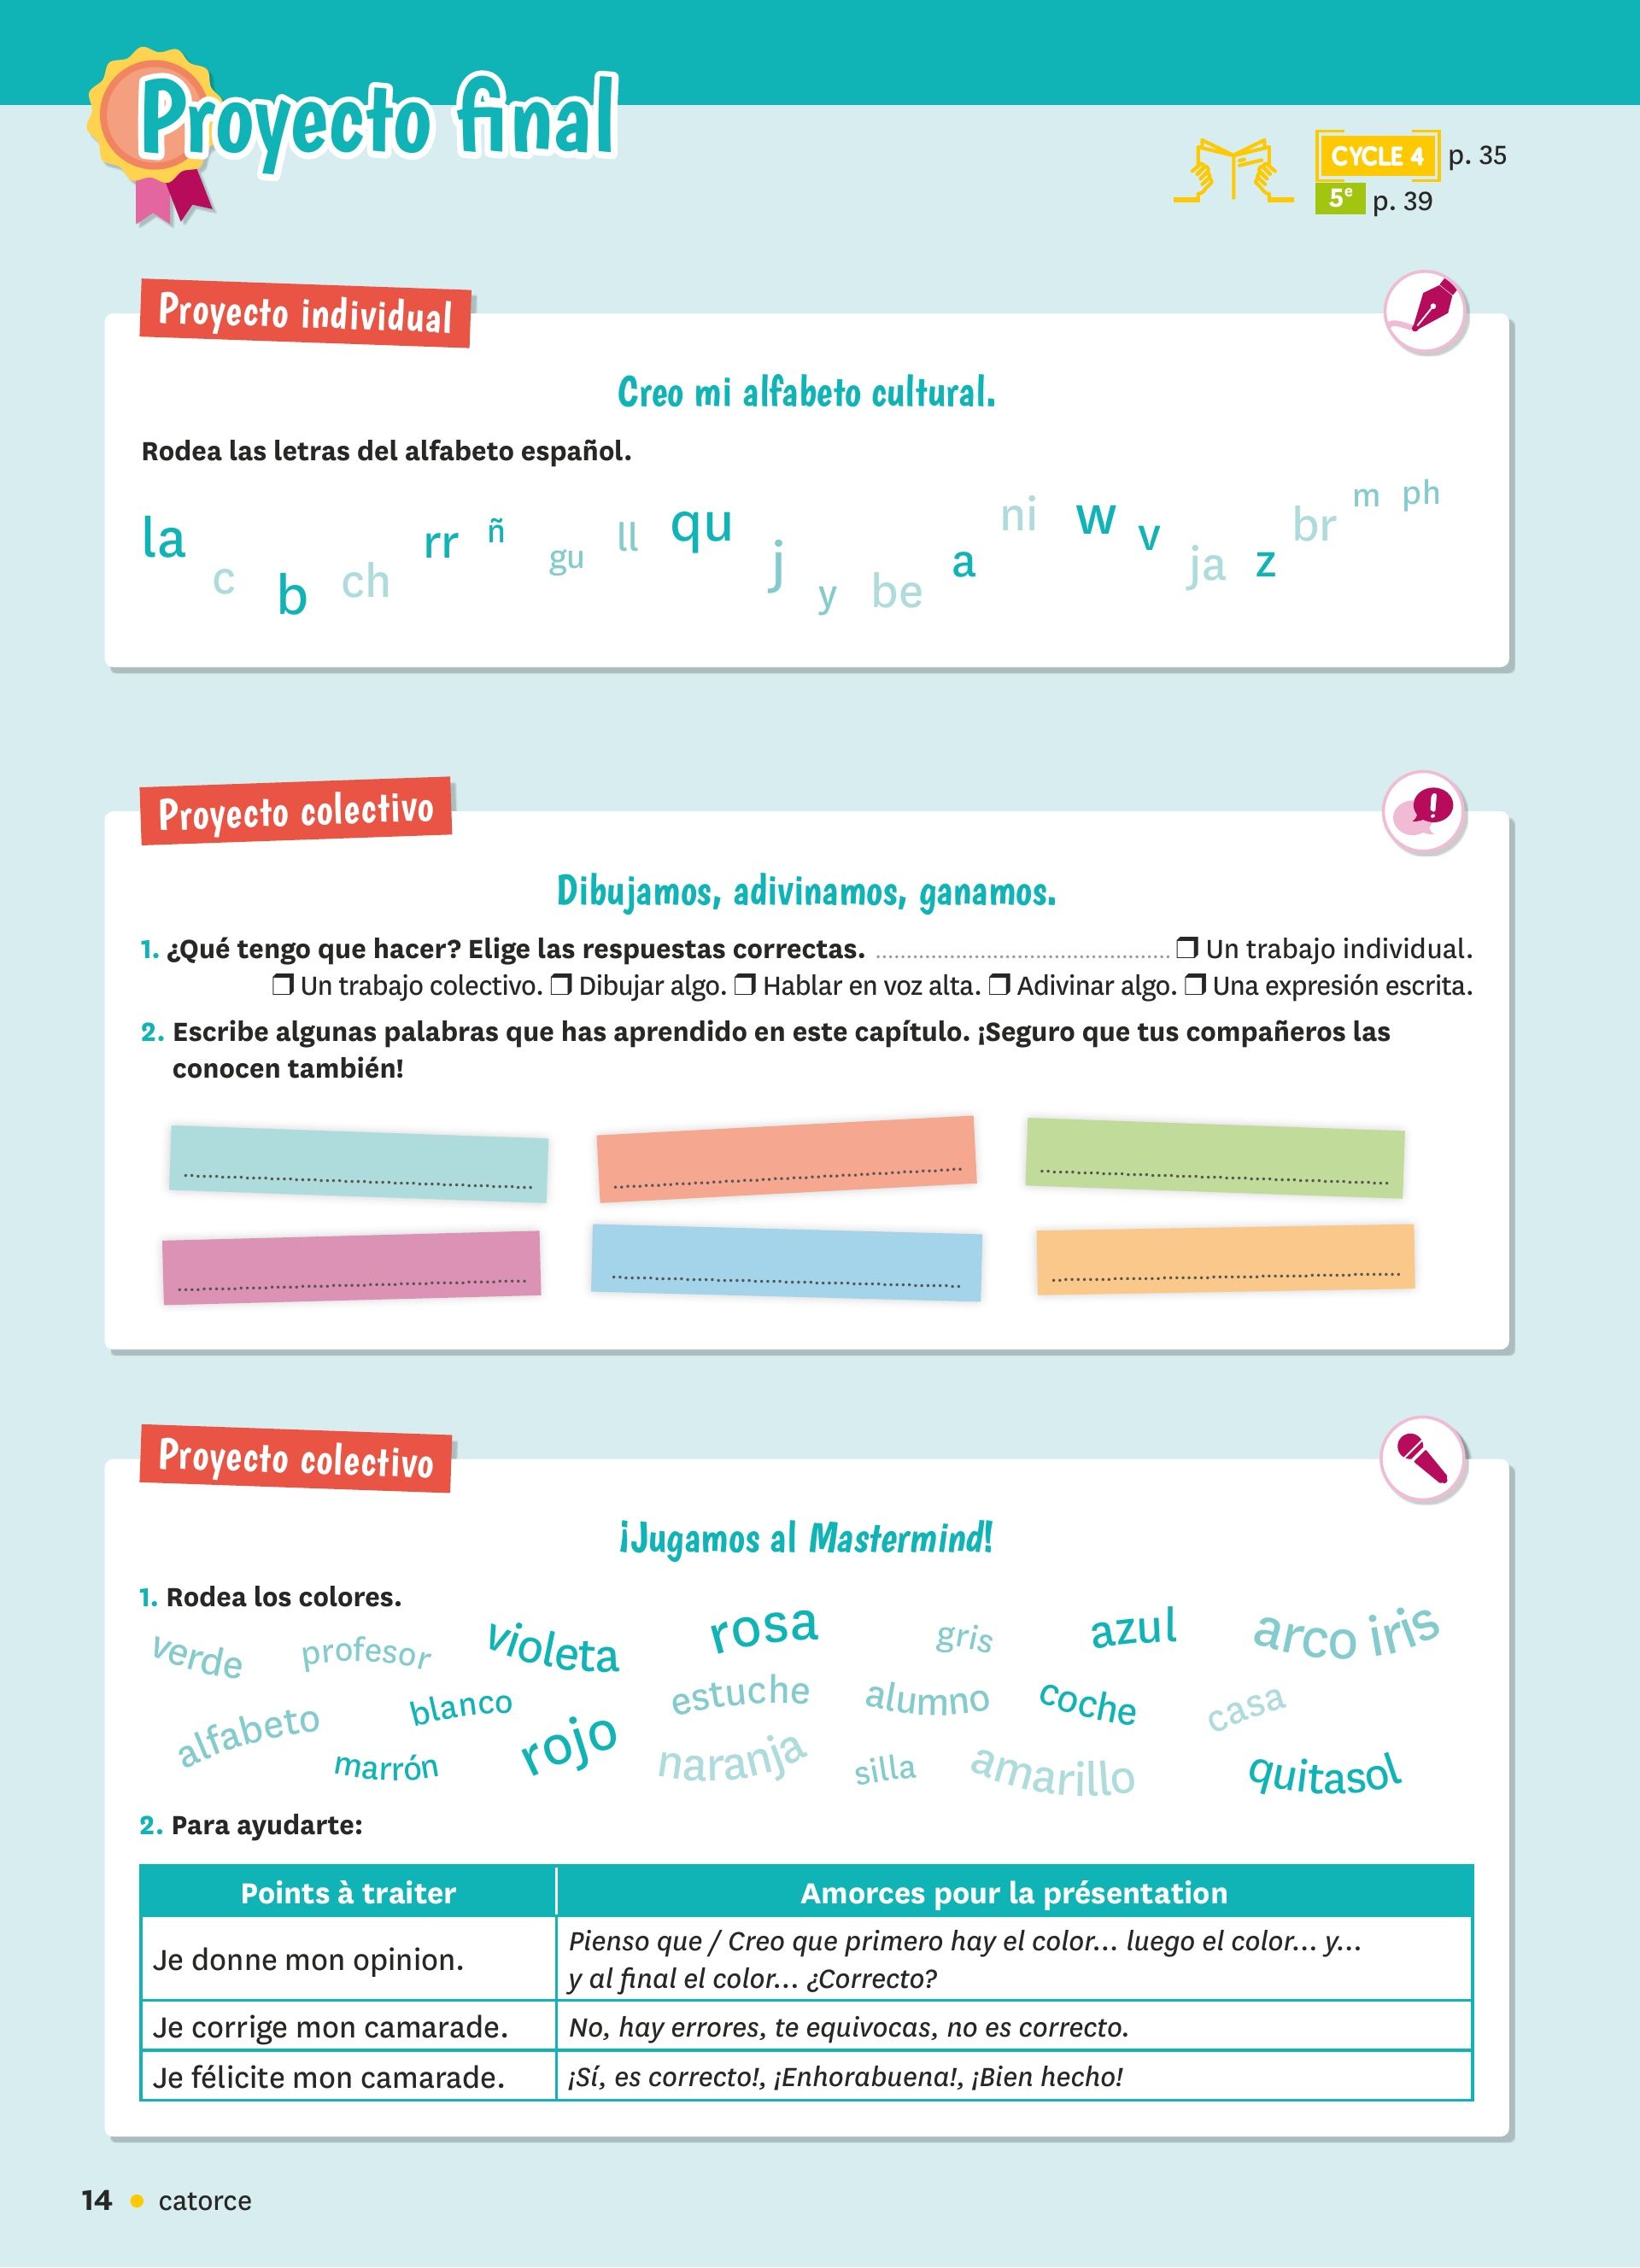 Proyecto final
CYCLE 4 p. 35
5e p. 39
Proyecto individual
Creo mi alfabeto cultural.
Rodea las letras del alfabeto español.
la c b ch rr ñ gu ll qu j y be a ni w v ja z br m ph
Proyecto colectivo
Dibujamos, adivinamos, ganamos.
1. ¿Qué tengo que hacer? Elige las respuestas correctas. ❒ Un trabajo individual.
❒ Un trabajo colectivo. ❒ Dibujar algo. ❒ Hablar en voz alta. ❒ Adivinar algo. ❒ Una expresión escrita.
2. Escribe algunas palabras que has aprendido en este capítulo. ¡Seguro que tus compañeros las
conocen también!
Proyecto colectivo
¡Jugamos al Mastermind!
1. Rodea los colores.
verde profesor violeta rosa gris azul arco iris
alfabeto blanco estuche alumno coche casa
marrón rojo naranja silla amarillo quitasol
2. Para ayudarte:
Points à traiter Amorces pour la présentation
Je donne mon opinion. Pienso que / Creo que primero hay el color... luego el color... y...
y al final el color... ¿Correcto?
Je corrige mon camarade. No, hay errores, te equivocas, no es correcto.
Je félicite mon camarade. ¡Sí, es correcto!, ¡Enhorabuena!, ¡Bien hecho!
14 • catorce